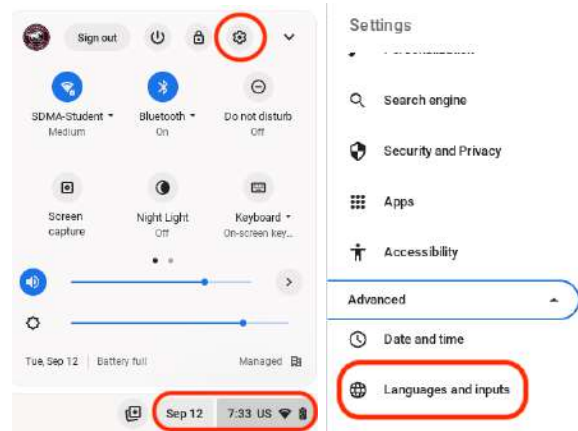 Sign out
SDMA-Student
Medium
Bluetooth
On
Do not disturb
Off
Screen
capture
Night Light
Off
Keyboard
On-screen key...
Tue, Sep 12
Battery full
Managed
Sep 12
7:33 US
Settings
Search engine
Security and Privacy
Apps
Accessibility
Advanced
Date and time
Languages and inputs